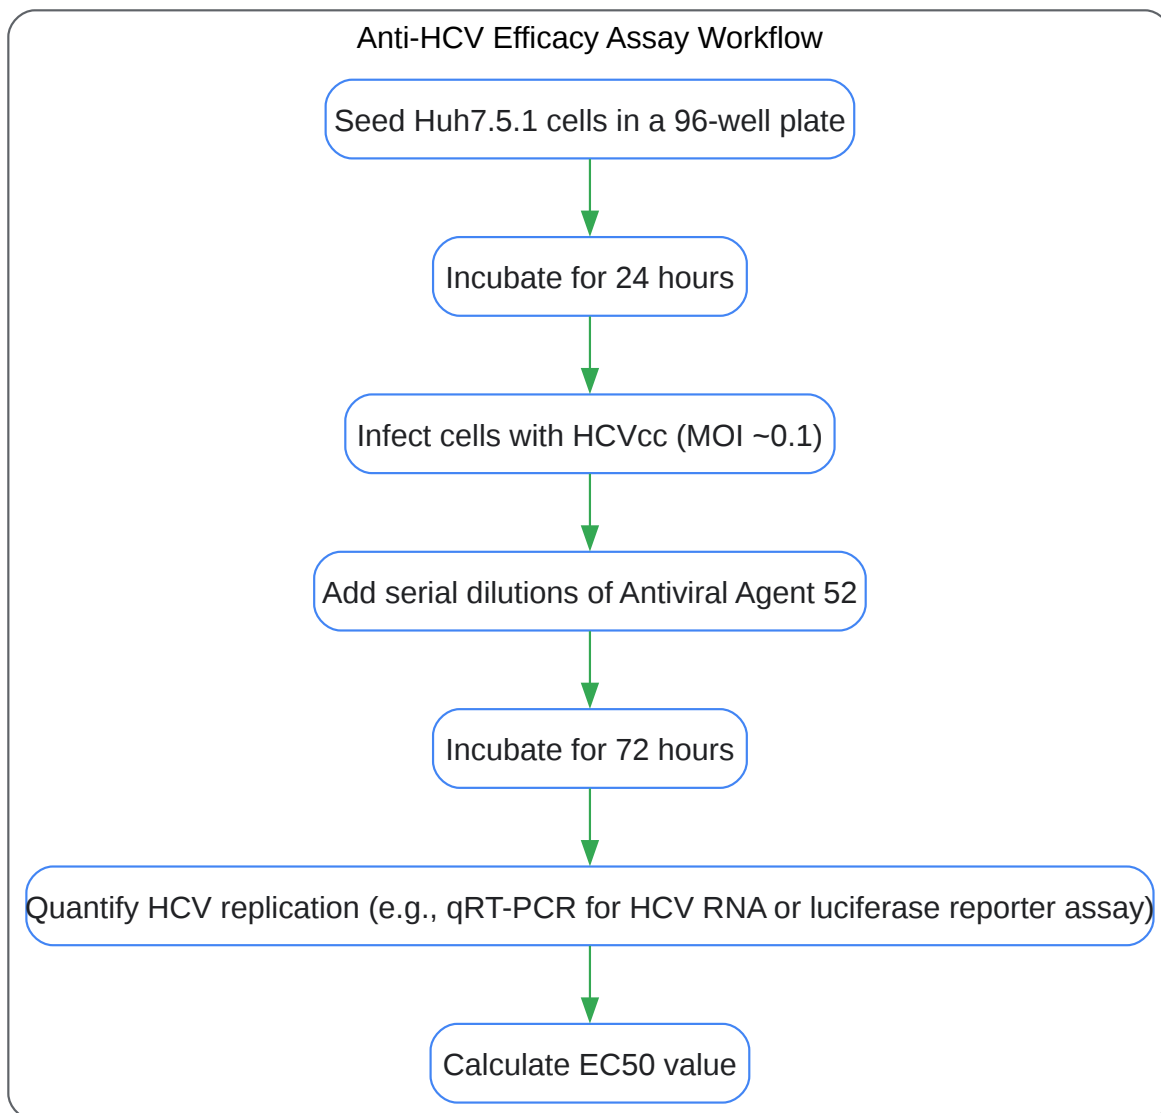 Anti-HCV Efficacy Assay Workflow
Seed Huh7.5.1 cells in a 96-well plate
Incubate for 24 hours
Infect cells with HCVcc (MOI ~0.1)
Add serial dilutions of Antiviral Agent 52
Incubate for 72 hours
Quantify HCV replication (e.g., qRT-PCR for HCV RNA or luciferase reporter assay)
Calculate EC50 value